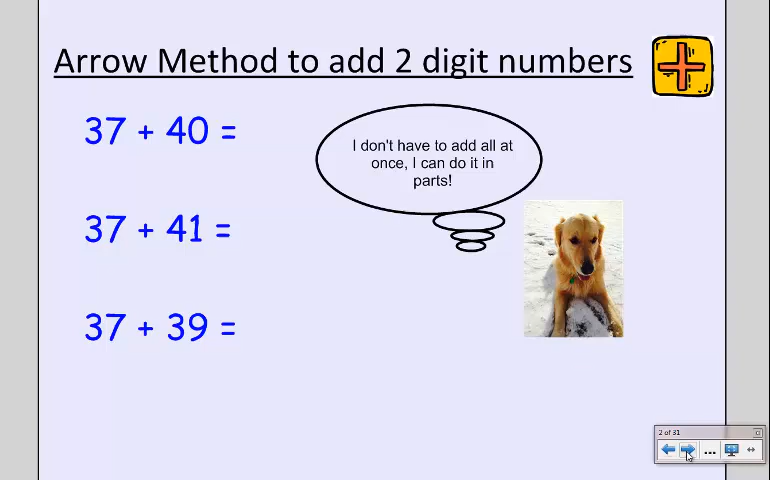 Arrow Method to add 2 digit numbers
37 + 40 =
I don't have to add all at
once, I can do it in
parts!
37 + 41 =
37 + 39 =
2 of 31